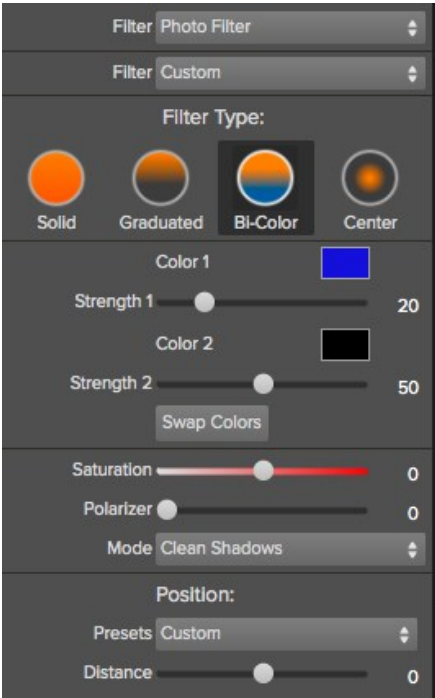 Filter Photo Filter
Filter Custom
Filter Type:
Solid Graduated Bi-Color Center
Color 1
Strength 1 20
Color 2
Strength 2 50
Swap Colors
Saturation 0
Polarizer 0
Mode Clean Shadows
Position:
Presets Custom
Distance 0